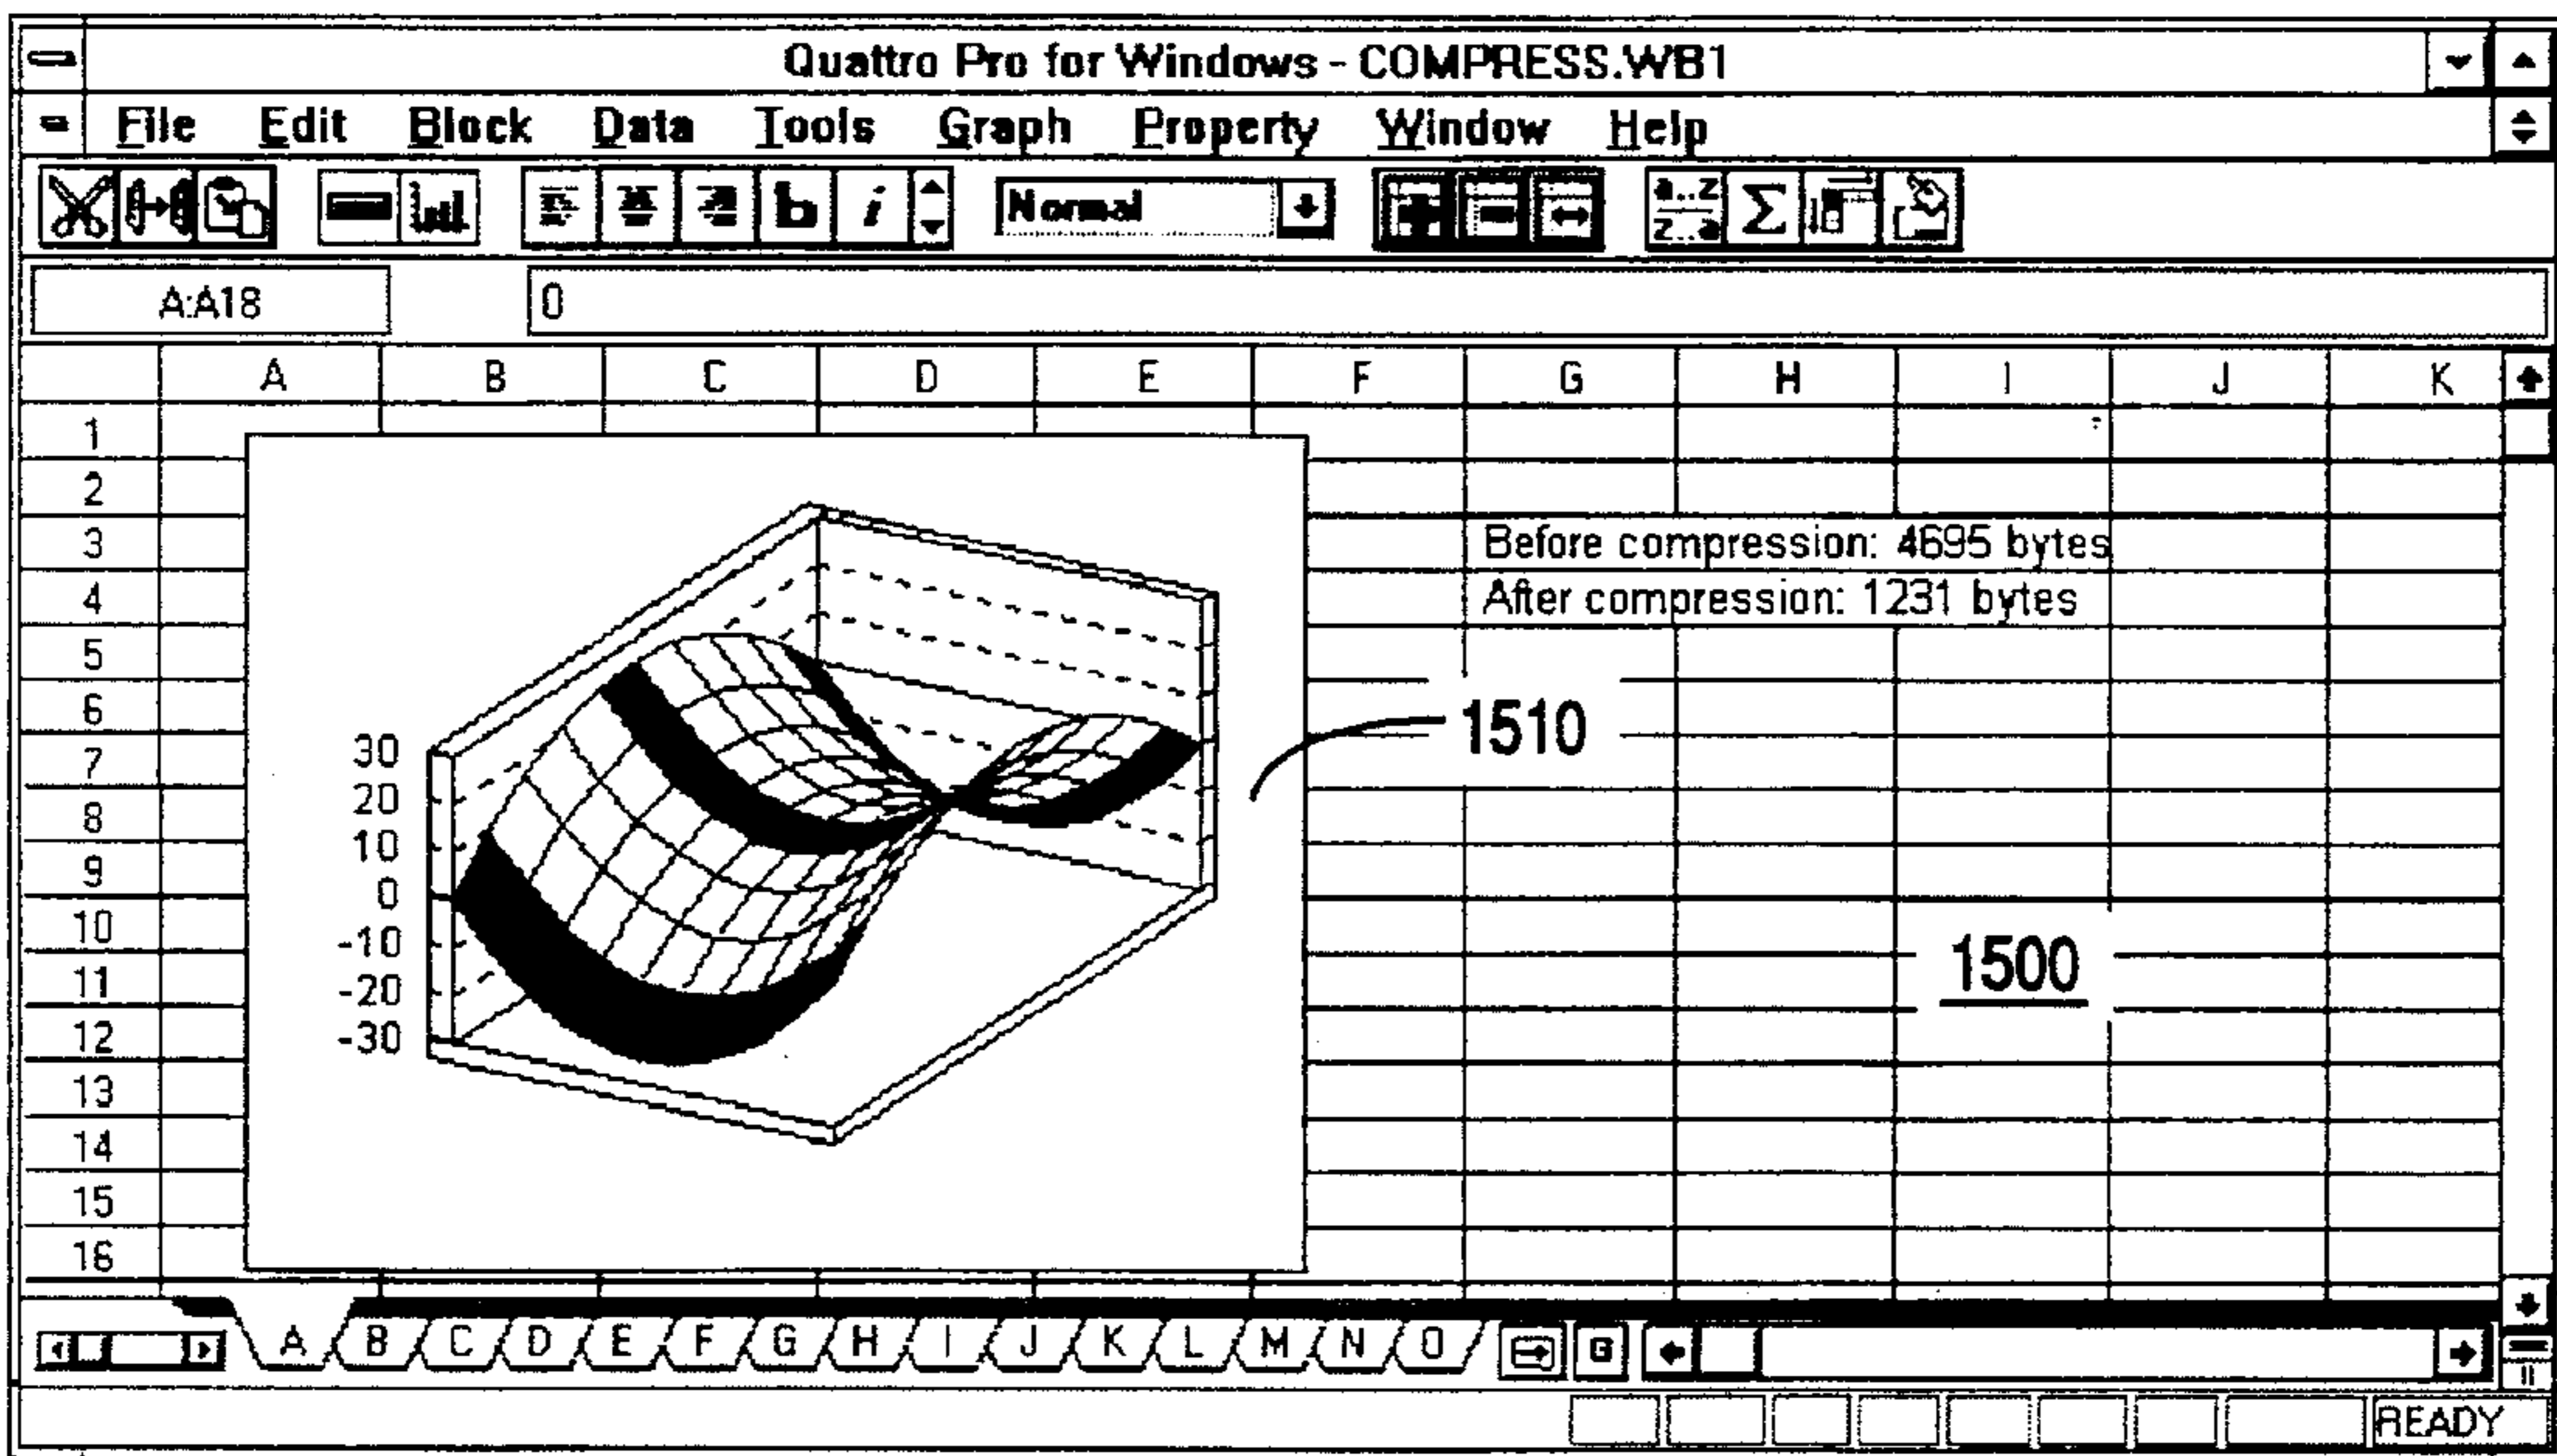 Quattro Pro for Windows - COMPRESS.WB1
File Edit Block Data Tools Graph Property Window Help
b i Normal a..z z..a Σ
A:A18 0
A B C D E F G H I J K
1
2
3 Before compression: 4695 bytes
4 After compression: 1231 bytes
5
6 1510
30
7
20
8
10
9
0
10
-10
1500
11
-20
12
-30
13
14
15
16
A B C D E F G H I J K L M N O G
READY